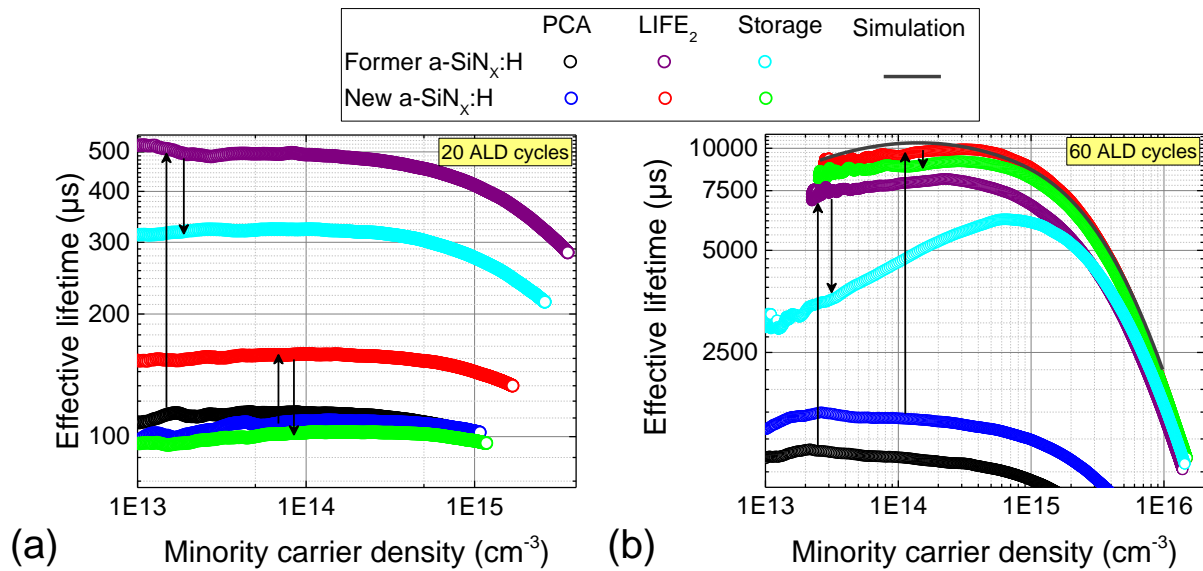 PCA LIFE₂ Storage Simulation
Former a-SiNₓ:H
New a-SiNₓ:H
20 ALD cycles
500
400
300
200
100
Effective lifetime (µs)
1E13 1E14 1E15
Minority carrier density (cm⁻³)
(a)
60 ALD cycles
10000
7500
5000
2500
Effective lifetime (µs)
1E13 1E14 1E15 1E16
Minority carrier density (cm⁻³)
(b)